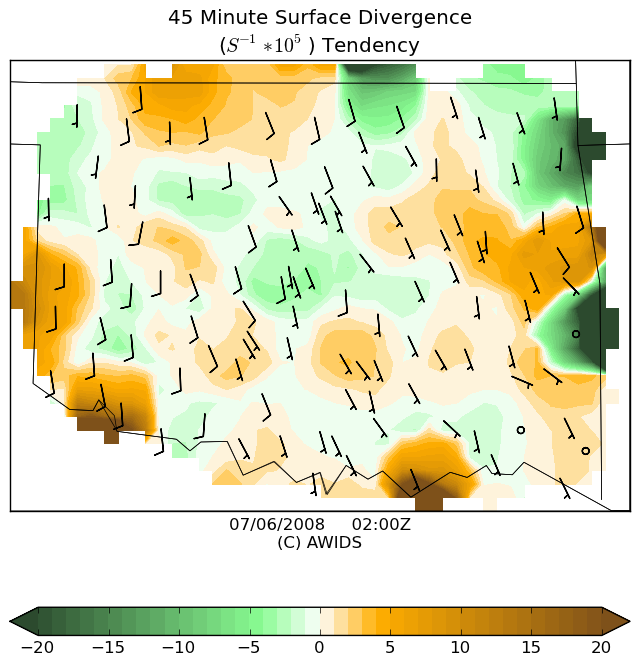 45 Minute Surface Divergence
(S⁻¹ * 10⁵ ) Tendency
07/06/2008 02:00Z
(C) AWIDS
−20 −15 −10 −5 0 5 10 15 20